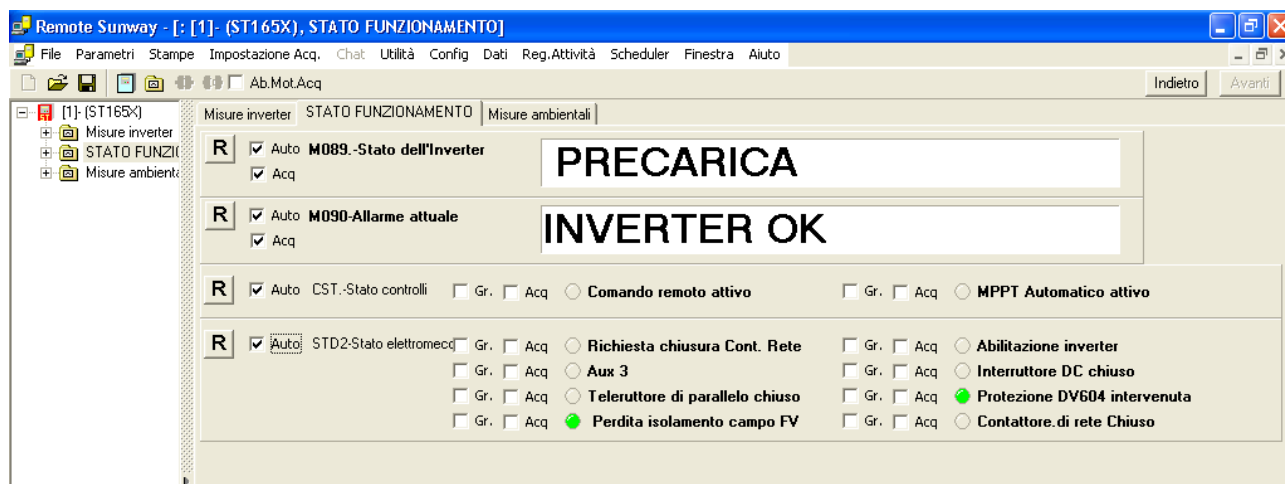 Remote Sunway - [: [1]- (ST165X), STATO FUNZIONAMENTO]
File Parametri Stampe Impostazione Acq. Chat Utilità Config Dati Reg.Attività Scheduler Finestra Aiuto
Ab.Mot.Acq Indietro Avanti
[1]- (ST165X)
Misure inverter
STATO FUNZI
Misure ambient
Misure inverter STATO FUNZIONAMENTO Misure ambientali
R Auto M089.-Stato dell'Inverter PRECARICA
Acq
R Auto M090-Allarme attuale INVERTER OK
Acq
R Auto CST.-Stato controlli Gr. Acq Comando remoto attivo Gr. Acq MPPT Automatico attivo
R Auto STD2-Stato elettromecc Gr. Acq Richiesta chiusura Cont. Rete Gr. Acq Abilitazione inverter
Gr. Acq Aux 3 Gr. Acq Interruttore DC chiuso
Gr. Acq Teleruttore di parallelo chiuso Gr. Acq Protezione DV604 intervenuta
Gr. Acq Perdita isolamento campo FV Gr. Acq Contattore.di rete Chiuso